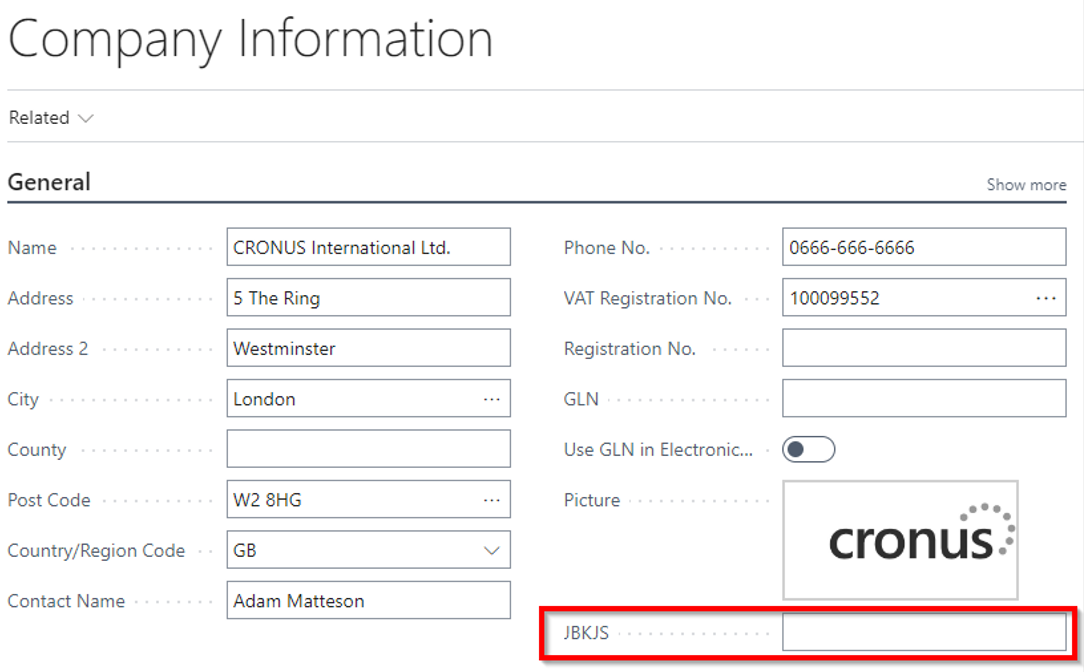 Company Information
Related
General
Show more
Name
CRONUS International Ltd.
Address
5 The Ring
Address 2
Westminster
City
London
...
County
Post Code
W2 8HG
...
Country/Region Code
GB
Contact Name
Adam Matteson
Phone No.
0666-666-6666
VAT Registration No.
100099552
...
Registration No.
GLN
Use GLN in Electronic...
Picture
cronus
JBKJS